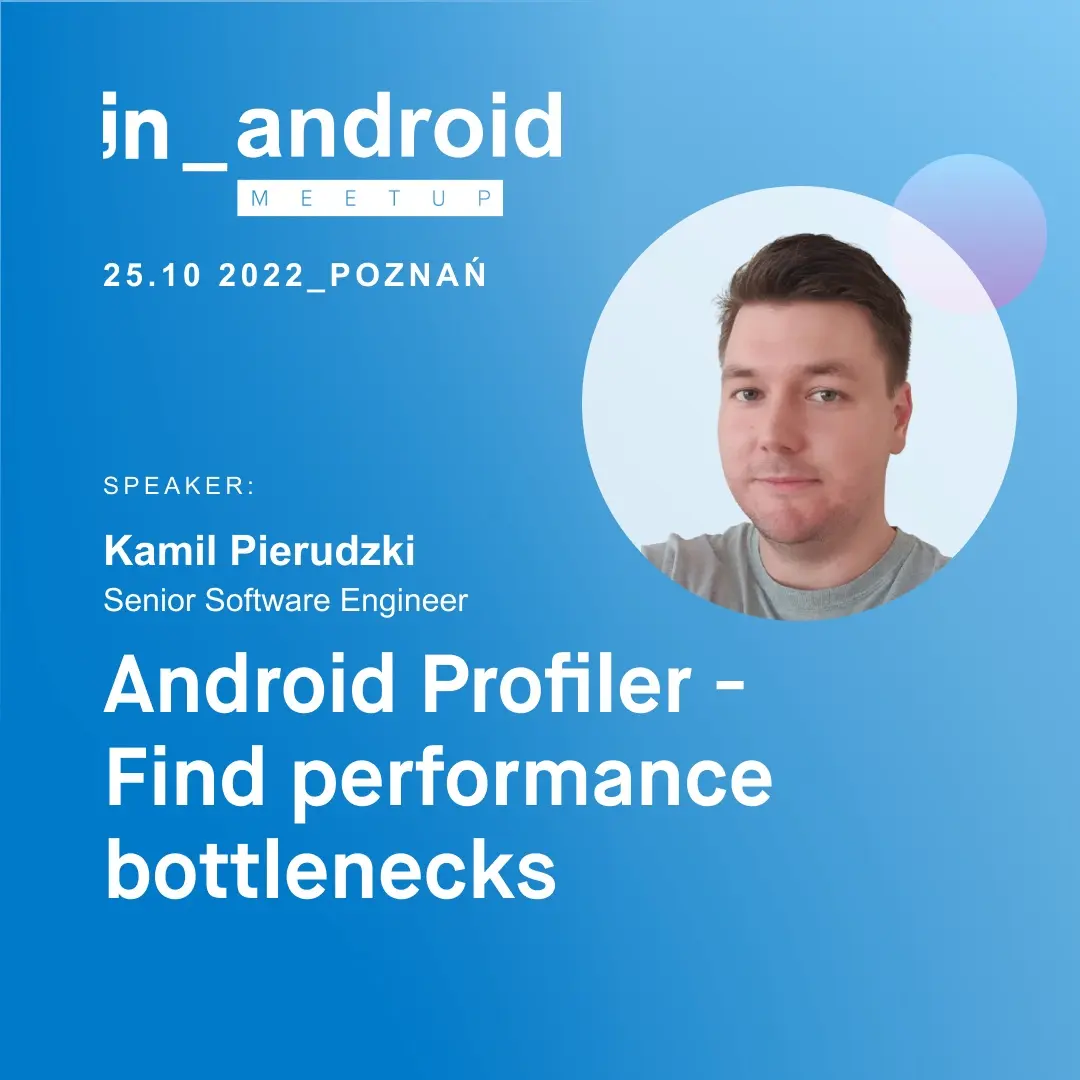 in_android
MEETUP
25.10 2022_POZNAŃ
SPEAKER:
Kamil Pierudzki
Senior Software Engineer
Android Profiler -
Find performance
bottlenecks